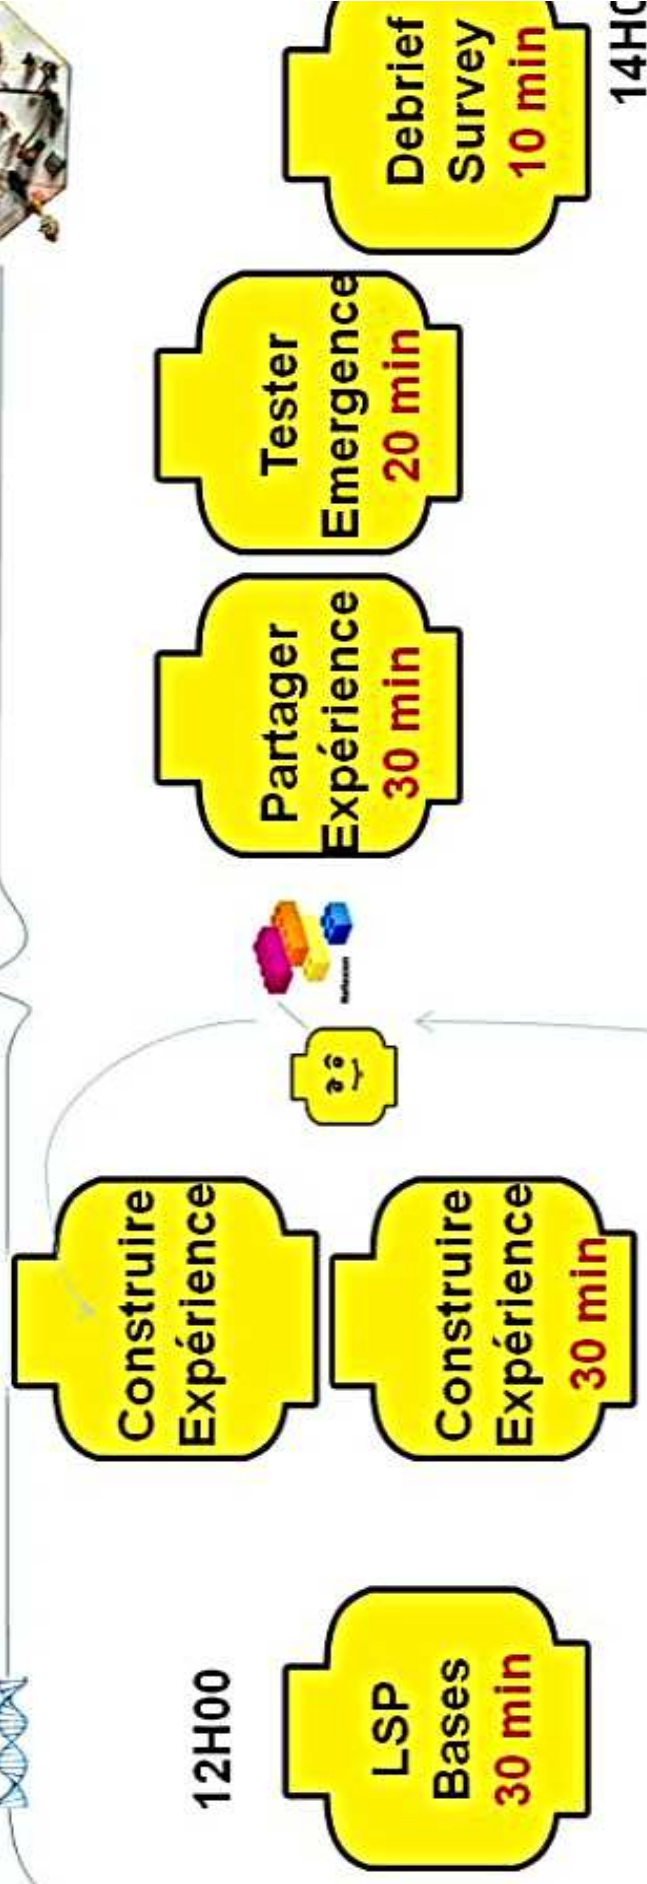 12H00
LSP
Bases
30 min
Construire
Expérience
Construire
Expérience
30 min
Partager
Expérience
30 min
Tester
Emergence
20 min
Debrief
Survey
10 min
14H0